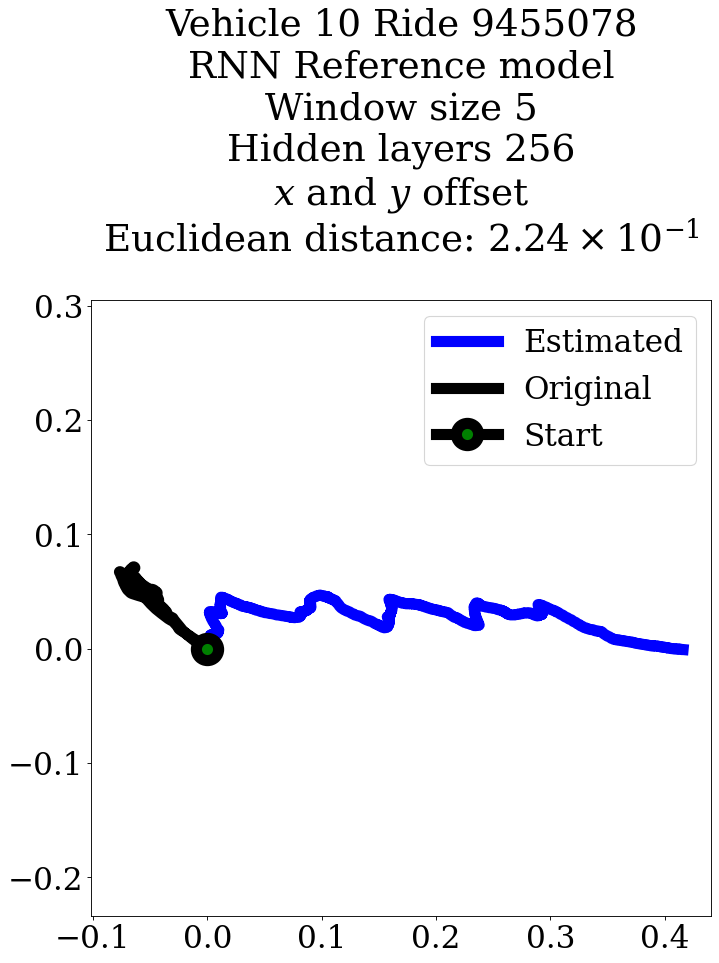 Vehicle 10 Ride 9455078
RNN Reference model
Window size 5
Hidden layers 256
x and y offset
Euclidean distance: 2.24 × 10⁻¹
Estimated
Original
Start
0.3
0.2
0.1
0.0
−0.1
−0.2
−0.1 0.0 0.1 0.2 0.3 0.4